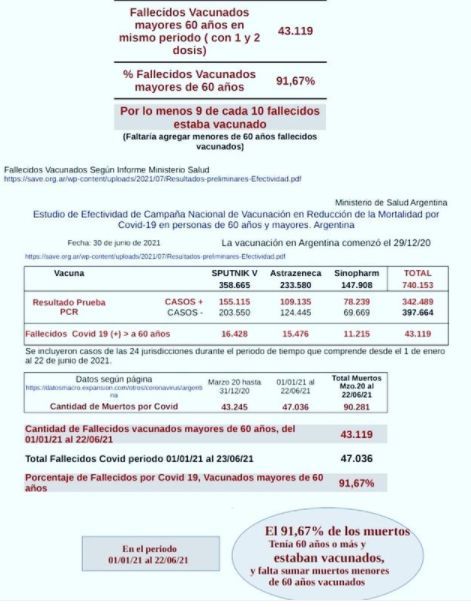 Fallecidos Vacunados
mayores 60 años en
mismo periodo ( con 1 y 2
dosis)
43.119
% Fallecidos Vacunados
mayores de 60 años
91,67%
Por lo menos 9 de cada 10 fallecidos
estaba vacunado
(Faltaría agregar menores de 60 años fallecidos
vacunados)
Fallecidos Vacunados Según Informe Ministerio Salud
https://save.org.ar/wp-content/uploads/2021/07/Resultados-preliminares-Efectividad.pdf
Ministerio de Salud Argentina
Estudio de Efectividad de Campaña Nacional de Vacunación en Reducción de la Mortalidad por
Covid-19 en personas de 60 años y mayores. Argentina
Fecha: 30 de junio de 2021
La vacunación en Argentina comenzó el 29/12/20
https://save.org.ar/wp-content/uploads/2021/07/Resultados-preliminares-Efectividad.pdf
Vacuna SPUTNIK V Astrazeneca Sinopharm TOTAL
358.665 233.580 147.908 740.153
Resultado Prueba CASOS + 155.115 109.135 78.239 342.489
PCR CASOS - 203.550 124.445 69.669 397.664
Fallecidos Covid 19 (+) > a 60 años 16.428 15.476 11.215 43.119
Se incluyeron casos de las 24 jurisdicciones durante el periodo de tiempo que comprende desde el 1 de enero
al 22 de junio de 2021.
Datos según página
https://datosmacro.expansion.com/otros/coronavirus/argenti
na
Marzo 20 hasta
31/12/20
01/01/21 al
22/06/21
Total Muertos
Mzo.20 al
22/06/21
Cantidad de Muertos por Covid 43.245 47.036 90.281
Cantidad de Fallecidos vacunados mayores de 60 años, del
01/01/21 al 22/06/21
43.119
Total Fallecidos Covid periodo 01/01/21 al 23/06/21 47.036
Porcentaje de Fallecidos por Covid 19, Vacunados mayores de 60
años
91,67%
En el periodo
01/01/21 al 22/06/21
El 91,67% de los muertos
Tenía 60 años o más y
estaban vacunados,
y falta sumar muertos menores
de 60 años vacunados